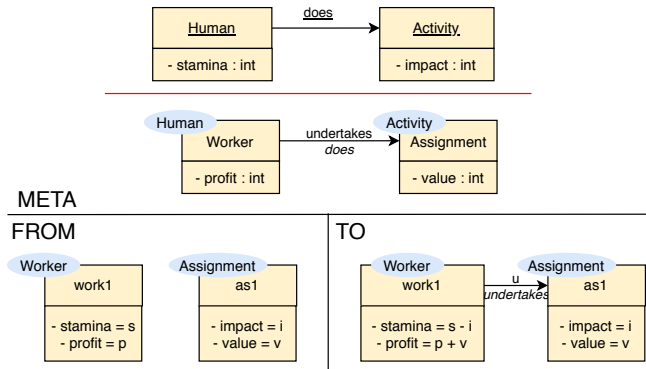 does
Human
Activity
- stamina : int
- impact : int
Human
Activity
undertakes
does
Worker
Assignment
- profit : int
- value : int
META
FROM
TO
Worker
work1
- stamina = s
- profit = p
Assignment
as1
- impact = i
- value = v
Worker
work1
- stamina = s - i
- profit = p + v
u
undertakes
Assignment
as1
- impact = i
- value = v